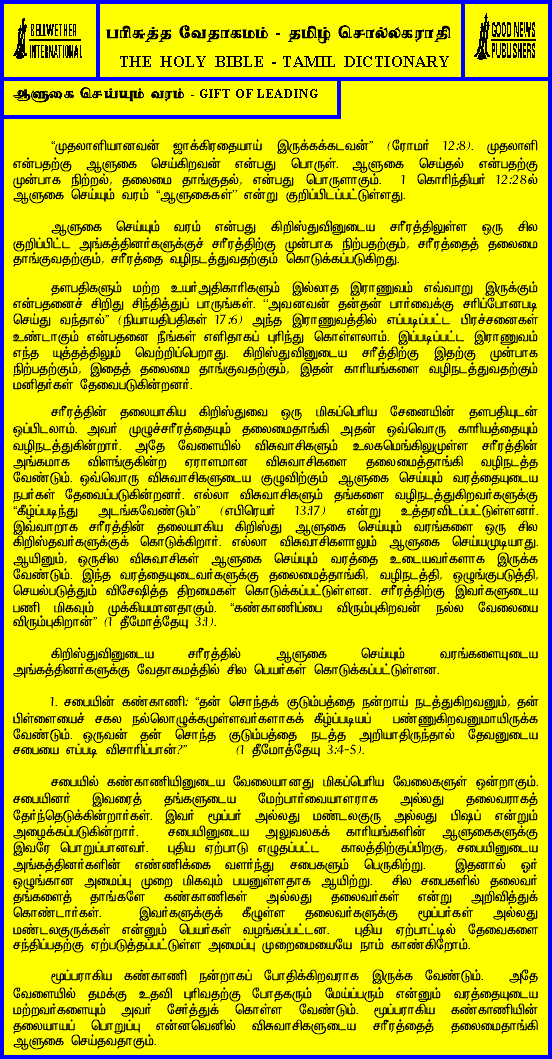 BELLWETHER
INTERNATIONAL
பரிசுத்த வேதாகமம் - தமிழ் சொல்லகராதி
THE HOLY BIBLE - TAMIL DICTIONARY
GOOD NEWS
PUBLISHERS
ஆளுகை செய்யும் வரம் - GIFT OF LEADING
“முதலாளியானவன் ஜாக்கிரதையாய் இருக்கக்கடவன்” (ரோமர் 12:8). முதலாளி
என்பதற்கு ஆளுகை செய்கிறவன் என்பது பொருள். ஆளுகை செய்தல் என்பதற்கு
முன்பாக நிற்றல், தலைமை தாங்குதல், என்பது பொருளாகும். 1 கொரிந்தியர் 12:28ல்
ஆளுகை செய்யும் வரம் “ஆளுகைகள்” என்று குறிப்பிடப்பட்டுள்ளது.
ஆளுகை செய்யும் வரம் என்பது கிறிஸ்துவினுடைய சரீரத்திலுள்ள ஒரு சில
குறிப்பிட்ட அங்கத்தினர்களுக்குச் சரீரத்திற்கு முன்பாக நிற்பதற்கும், சரீரத்தைத் தலைமை
தாங்குவதற்கும், சரீரத்தை வழிநடத்துவதற்கும் கொடுக்கப்படுகிறது.
தளபதிகளும் மற்ற உயர்அதிகாரிகளும் இல்லாத இராணுவம் எவ்வாறு இருக்கும்
என்பதனைச் சிறிது சிந்தித்துப் பாருங்கள். “அவனவன் தன்தன் பார்வைக்கு சரிப்போனபடி
செய்து வந்தால்” (நியாயதிபதிகள் 17:6) அந்த இராணுவத்தில் எப்படிப்பட்ட பிரச்சனைகள்
உண்டாகும் என்பதனை நீங்கள் எளிதாகப் புரிந்து கொள்ளலாம். இப்படிப்பட்ட இராணுவம்
எந்த யுத்தத்திலும் வெற்றிப்பெறாது. கிறிஸ்துவினுடைய சரீத்திற்கு இதற்கு முன்பாக
நிற்பதற்கும், இதைத் தலைமை தாங்குவதற்கும், இதன் காரியங்களை வழிநடத்துவதற்கும்
மனிதர்கள் தேவைபடுகின்றனர்.
சரீரத்தின் தலையாகிய கிறிஸ்துவை ஒரு மிகப்பெரிய சேனையின் தளபதியுடன்
ஒப்பிடலாம். அவர் முழுச்சரீரத்தையும் தலைமைதாங்கி அதன் ஒவ்வொரு காரியத்தையும்
வழிநடத்துகின்றார். அதே வேளையில் விசுவாசிகளும் உலகமெங்கிலுமுள்ள சரீரத்தின்
அங்கமாக விளங்குகின்ற ஏராளமான விசுவாசிகளை தலைமைத்தாங்கி வழிநடத்த
வேண்டும். ஒவ்வொரு விசுவாசிகளுடைய குழுவிற்கும் ஆளுகை செய்யும் வரத்தையுடைய
நபர்கள் தேவைப்படுகின்றனர். எல்லா விசுவாசிகளும் தங்களை வழிநடத்துகிறவர்களுக்கு
“கீழ்ப்படிந்து அடங்கவேண்டும்” (எபிரெயர் 13:17) என்று உத்தரவிடப்பட்டுள்ளனர்.
இவ்வாறாக சரீரத்தின் தலையாகிய கிறிஸ்து ஆளுகை செய்யும் வரங்களை ஒரு சில
கிறிஸ்தவர்களுக்குக் கொடுக்கிறார். எல்லா விசுவாசிகளாலும் ஆளுகை செய்யமுடியாது.
ஆயினும், ஒருசில விசுவாசிகள் ஆளுகை செய்யும் வரத்தை உடையவர்களாக இருக்க
வேண்டும். இந்த வரத்தையுடைவர்களுக்கு தலைமைத்தாங்கி, வழிநடத்தி, ஒழுங்குபடுத்தி,
செயல்படுத்தும் விசேஷித்த திறமைகள் கொடுக்கப்பட்டுள்ளன. சரீரத்திற்கு இவர்களுடைய
பணி மிகவும் முக்கியமானதாகும். “கண்காணிப்பை விரும்புகிறவன் நல்ல வேலையை
விரும்புகிறான்” (1 தீமோத்தேயு 3:1).
கிறிஸ்துவினுடைய சரீரத்தில் ஆளுகை செய்யும் வரங்களையுடைய
அங்கத்தினர்களுக்கு வேதாகமத்தில் சில பெயர்கள் கொடுக்கப்பட்டுள்ளன.
1. சபையின் கண்காணி: “தன் சொந்தக் குடும்பத்தை நன்றாய் நடத்துகிறவனும், தன்
பிள்ளையைச் சகல நல்லொழுக்கமுள்ளவர்களாகக் கீழ்ப்படியப் பண்ணுகிறவனுமாயிருக்க
வேண்டும். ஒருவன் தன் சொந்த குடும்பத்தை நடத்த அறியாதிருந்தால் தேவனுடைய
சபையை எப்படி விசாரிப்பான்?” (1 தீமோத்தேயு 3:4-5).
சபையில் கண்காணியினுடைய வேலையானது மிகப்பெரிய வேலைகளுள் ஒன்றாகும்.
சபையினர் இவரைத் தங்களுடைய மேற்பார்வையாளராக அல்லது தலைவராகத்
தேர்ந்தெடுக்கின்றார்கள். இவர் மூப்பர் அல்லது மண்டலகுரு அல்லது பிஷப் என்றும்
அழைக்கப்படுகின்றார். சபையினுடைய அலுவலகக் காரியங்களின் ஆளுகைகளுக்கு
இவரே பொறுப்பானவர். புதிய ஏற்பாடு எழுதப்பட்ட காலத்திற்குப்பிறகு, சபையினுடைய
அங்கத்தினர்களின் எண்ணிக்கை வளர்ந்து சபைகளும் பெருகிற்று. இதனால் ஓர்
ஒழுங்கான அமைப்பு முறை மிகவும் பயனுள்ளதாக ஆயிற்று. சில சபைகளில் தலைவர்
தங்களைத் தாங்களே கண்காணிகள் அல்லது தலைவர்கள் என்று அறிவித்துக்
கொண்டார்கள். இவர்களுக்குக் கீழுள்ள தலைவர்களுக்கு மூப்பர்கள் அல்லது
மண்டலகுருக்கள் என்னும் பெயர்கள் வழங்கப்பட்டன. புதிய ஏற்பாட்டில் தேவைகளை
சந்திப்பதற்கு ஏற்படுத்தப்பட்டுள்ள அமைப்பு முறைமையையே நாம் காண்கிறோம்.
மூப்பராகிய கண்காணி நன்றாகப் போதிக்கிறவராக இருக்க வேண்டும். அதே
வேளையில் தமக்கு உதவி புரிவதற்கு போதகரும் மேய்ப்பரும் என்னும் வரத்தையுடைய
மற்றவர்களையும் அவர் சேர்த்துக் கொள்ள வேண்டும். மூப்பராகிய கண்காணியின்
தலையாயப் பொறுப்பு என்னவெனில் விசுவாசிகளுடைய சரீரத்தைத் தலைமைதாங்கி
ஆளுகை செய்தவதாகும்.